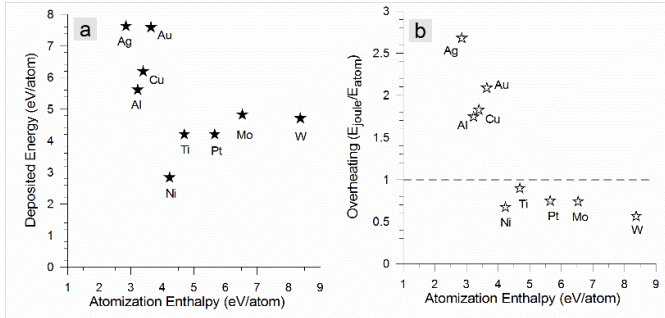 a
Deposited Energy (eV/atom)
8
7
6
5
4
3
2
1
0
Ag
Au
Cu
Al
Ti
Pt
Mo
W
Ni
1 2 3 4 5 6 7 8 9
Atomization Enthalpy (eV/atom)
b
Overheating (Ejoule/Eatom)
3
2.5
2
1.5
1
0.5
0
Ag
Au
Al
Cu
Ni
Ti
Pt
Mo
W
1 2 3 4 5 6 7 8 9
Atomization Enthalpy (eV/atom)